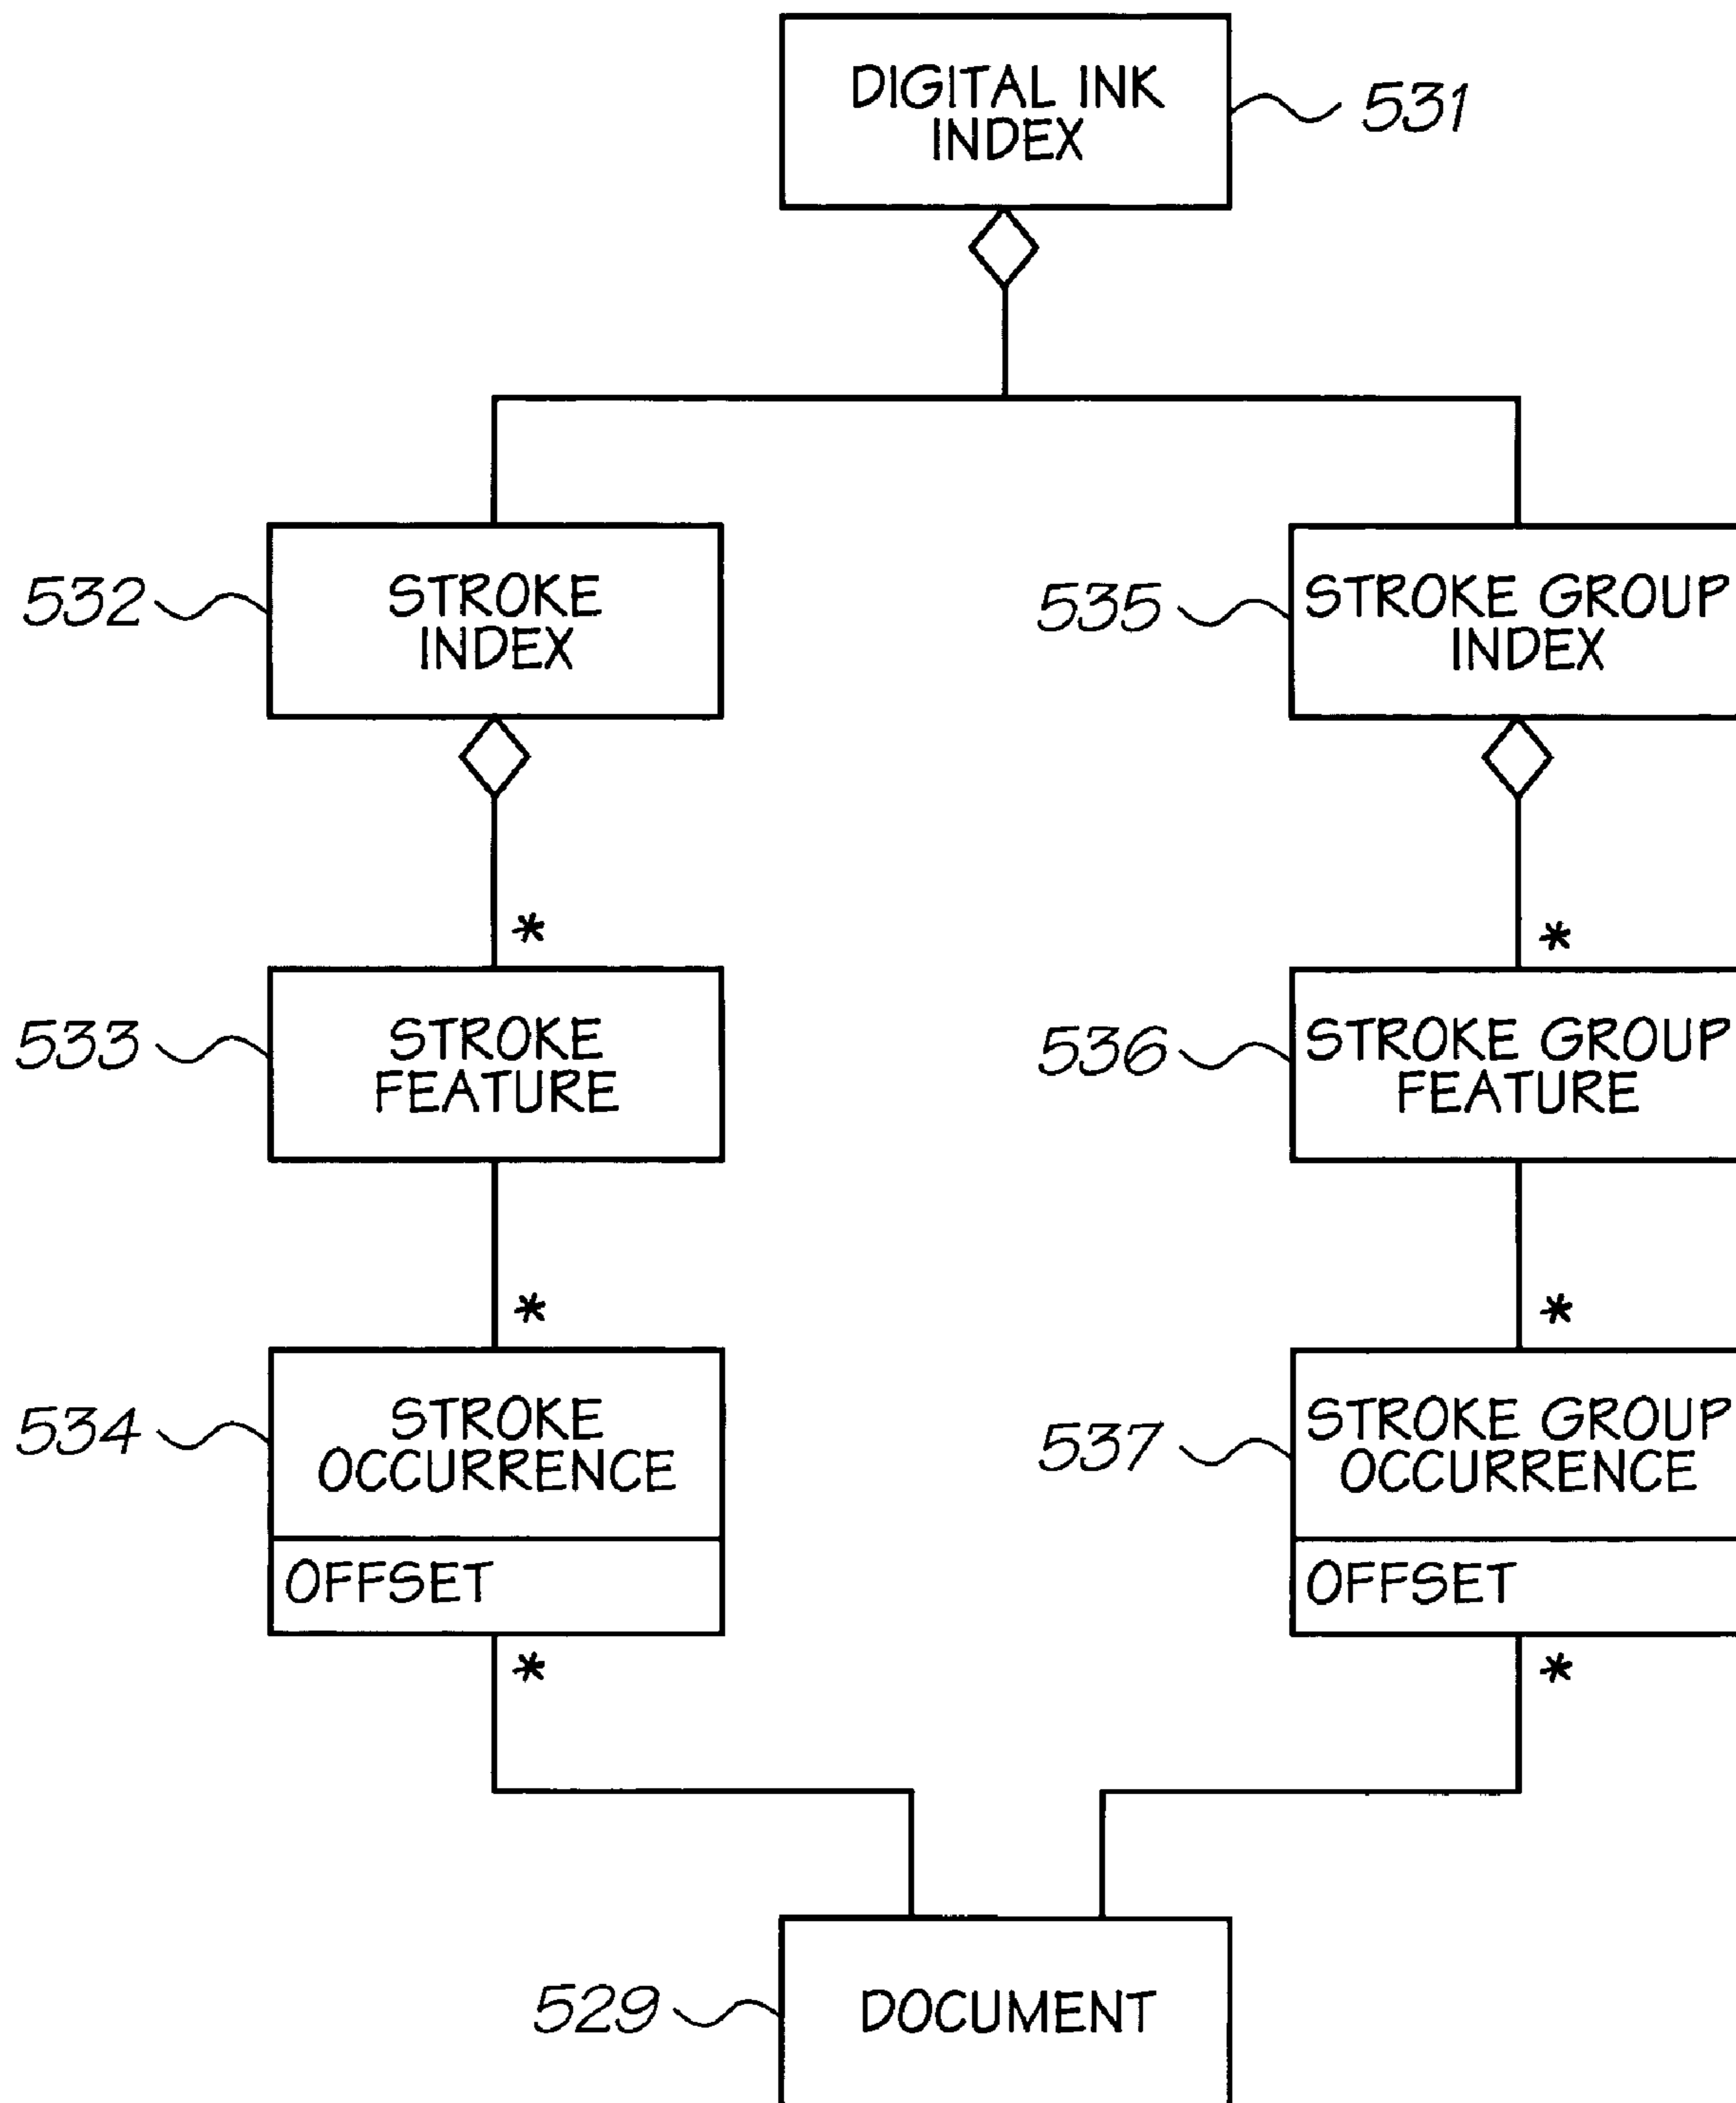 DIGITAL INK
INDEX
531
532
STROKE
INDEX
535
STROKE GROUP
INDEX
*
*
533
STROKE
FEATURE
536
STROKE GROUP
FEATURE
*
*
534
STROKE
OCCURRENCE
OFFSET
537
STROKE GROUP
OCCURRENCE
OFFSET
*
*
529
DOCUMENT